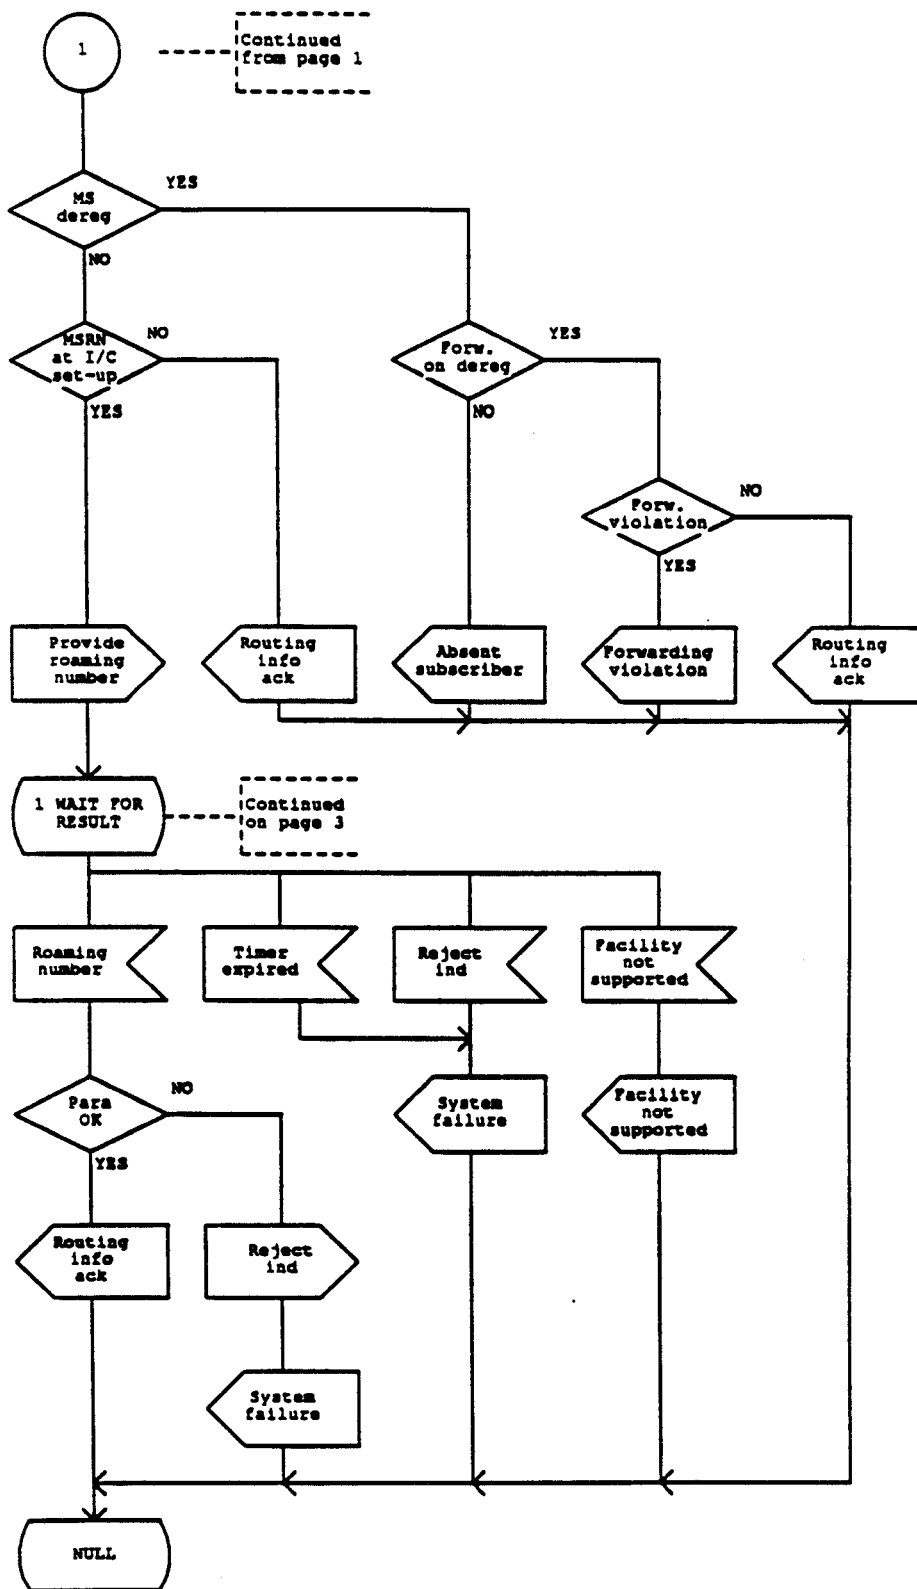 1
Continued
from page 1
MS
dereg
YES
NO
MSRN
at I/C
set-up
NO
YES
Forw.
on dereg
YES
NO
Forw.
violation
NO
YES
Provide
roaming
number
Routing
info
ack
Absent
subscriber
Forwarding
violation
Routing
info
ack
1 WAIT FOR
RESULT
Continued
on page 3
Roaming
number
Timer
expired
Reject
ind
Facility
not
supported
Para
OK
NO
YES
System
failure
Facility
not
supported
Routing
info
ack
Reject
ind
System
failure
NULL